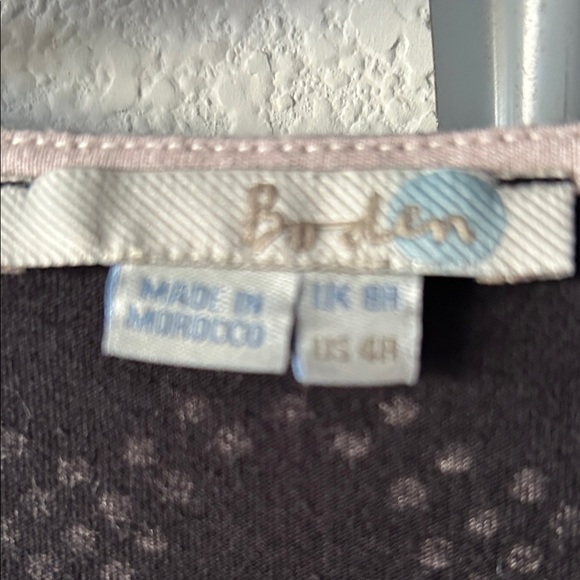 Boden
MADE IN
MOROCCO
UK 8R
US 4R